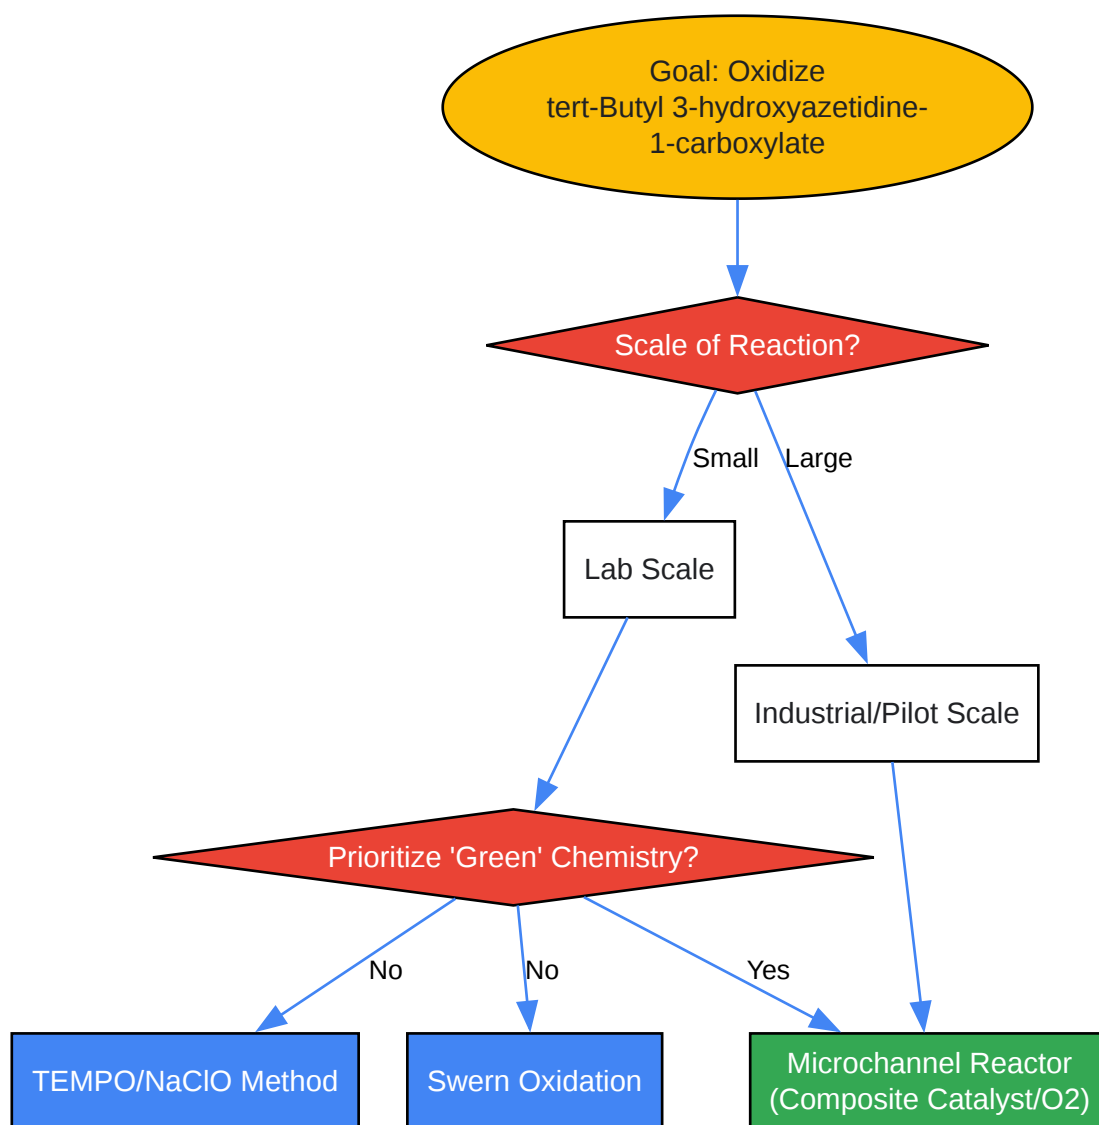 Goal: Oxidize
tert-Butyl 3-hydroxyazetidine-
1-carboxylate
Scale of Reaction?
Small
Large
Lab Scale
Industrial/Pilot Scale
Prioritize 'Green' Chemistry?
No
No
Yes
TEMPO/NaClO Method
Swern Oxidation
Microchannel Reactor
(Composite Catalyst/O2)